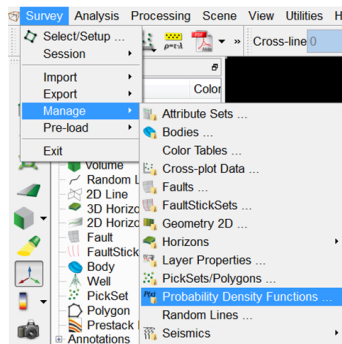 Survey Analysis Processing Scene View Utilities H
Select/Setup ...
» Cross-line 0
Session
Import
Color
Export
Manage
Attribute Sets ...
Pre-load
Bodies ...
Exit
Color Tables ...
Volume
Cross-plot Data ...
Random L
Faults ...
2D Line
FaultStickSets ...
3D Horizo
Geometry 2D ...
2D Horizo
Horizons
Fault
Layer Properties ...
FaultStick
PickSets/Polygons ...
Body
Well
Probability Density Functions ...
PickSet
Random Lines ...
Polygon
Seismics
Prestack
Annotations